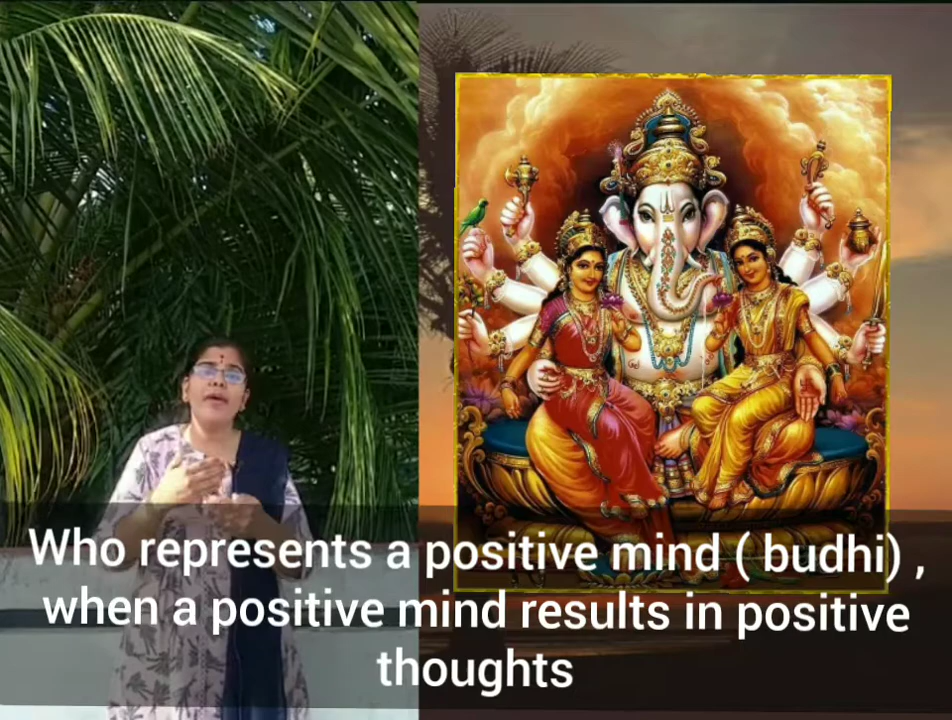 Who represents a positive mind ( budhi) ,
when a positive mind results in positive
thoughts